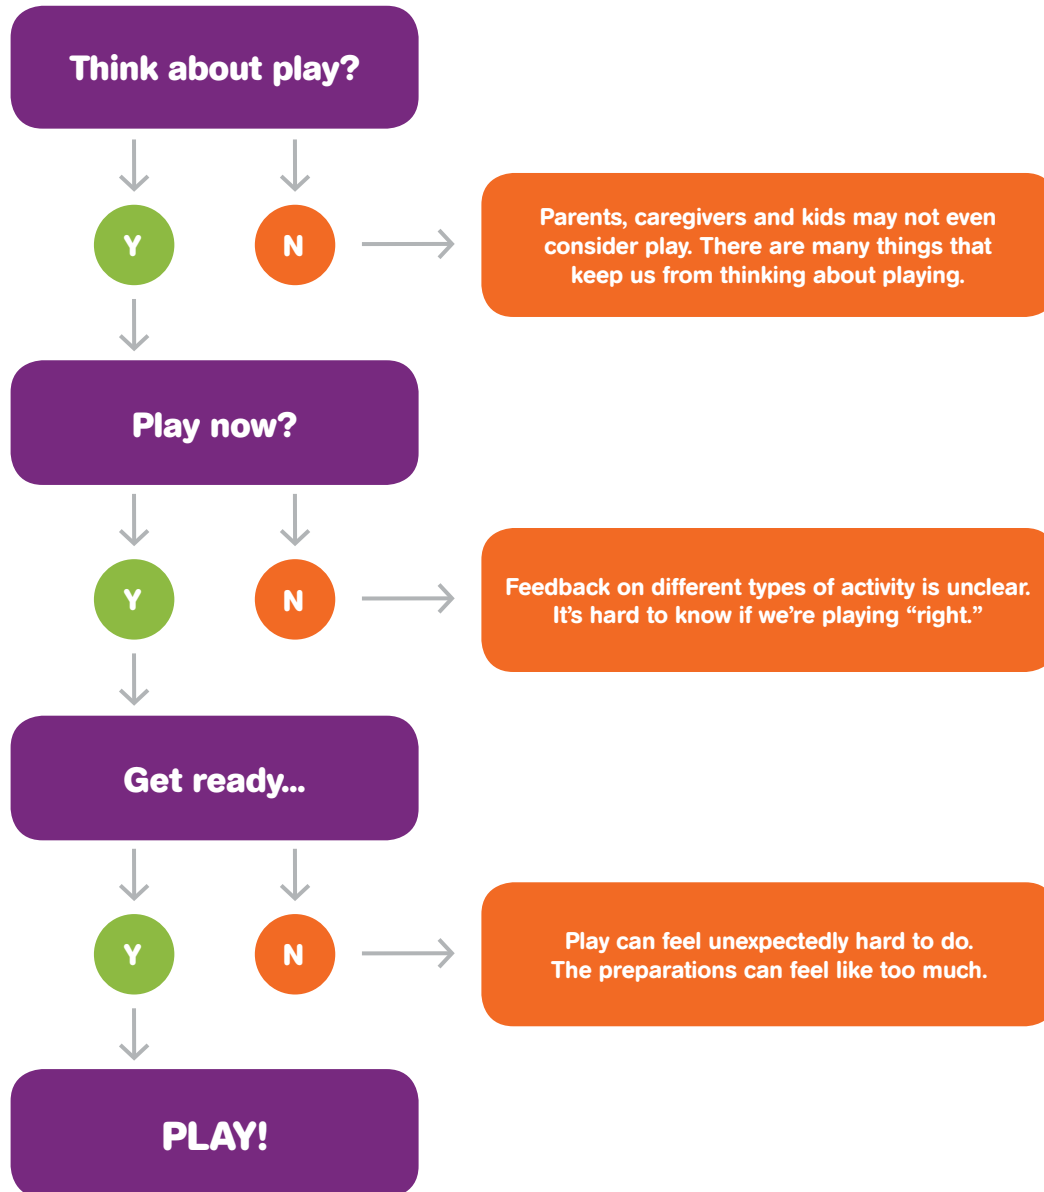 Think about play?
Y
N
Parents, caregivers and kids may not even
consider play. There are many things that
keep us from thinking about playing.
Play now?
Y
N
Feedback on different types of activity is unclear.
It’s hard to know if we’re playing “right.”
Get ready...
Y
N
Play can feel unexpectedly hard to do.
The preparations can feel like too much.
PLAY!